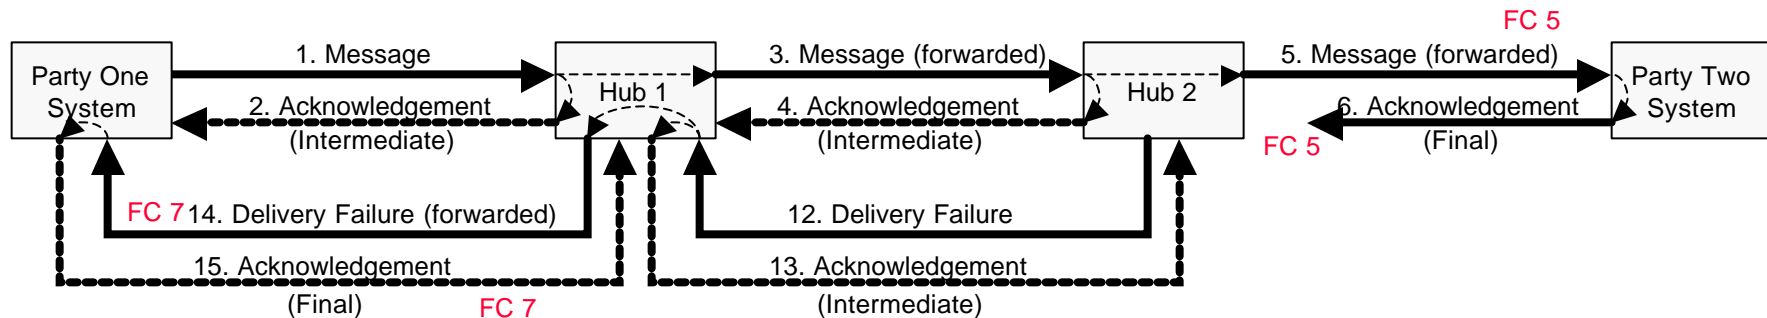 FC 5
1. Message
3. Message (forwarded)
5. Message (forwarded)
Party One
System
Hub 1
Hub 2
Party Two
System
2. Acknowledgement
(Intermediate)
4. Acknowledgement
(Intermediate)
6. Acknowledgement
(Final)
FC 5
FC 7
14. Delivery Failure (forwarded)
12. Delivery Failure
15. Acknowledgement
(Final)
13. Acknowledgement
(Intermediate)
FC 7